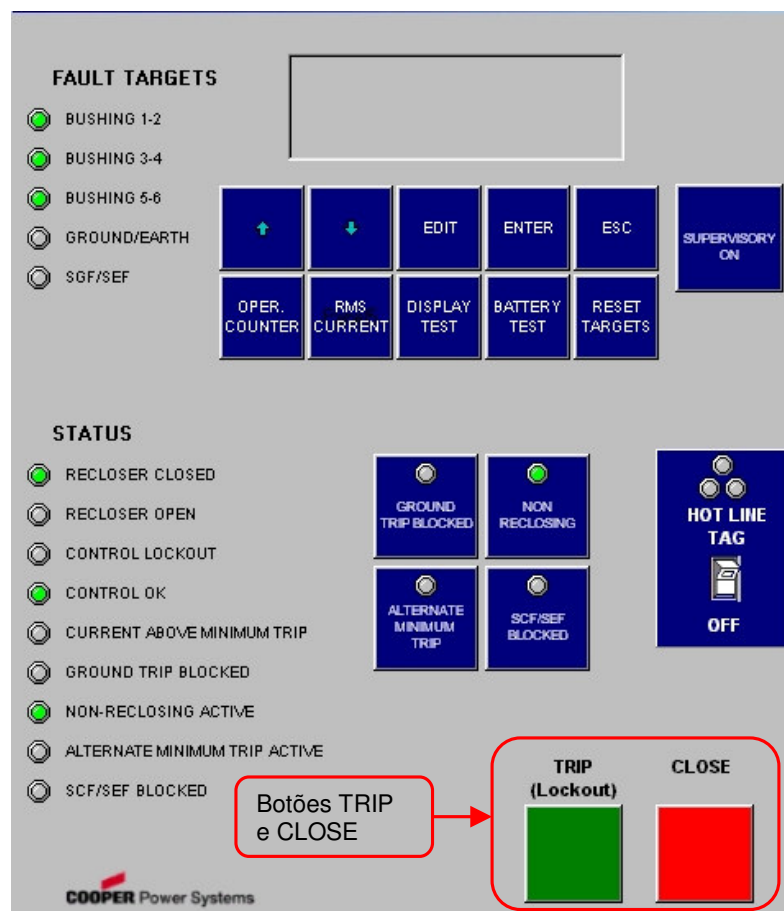 FAULT TARGETS
BUSHING 1-2
BUSHING 3-4
BUSHING 5-6
GROUND/EARTH
SGF/SEF
EDIT
ENTER
ESC
SUPERVISORY
ON
OPER.
COUNTER
RMS
CURRENT
DISPLAY
TEST
BATTERY
TEST
RESET
TARGETS
STATUS
RECLOSER CLOSED
RECLOSER OPEN
CONTROL LOCKOUT
CONTROL OK
CURRENT ABOVE MINIMUM TRIP
GROUND TRIP BLOCKED
NON-RECLOSING ACTIVE
ALTERNATE MINIMUM TRIP ACTIVE
SCF/SEF BLOCKED
GROUND
TRIP BLOCKED
NON
RECLOSING
ALTERNATE
MINIMUM
TRIP
SCF/SEF
BLOCKED
HOT LINE
TAG
OFF
Botões TRIP
e CLOSE
TRIP
(Lockout)
CLOSE
COOPER Power Systems